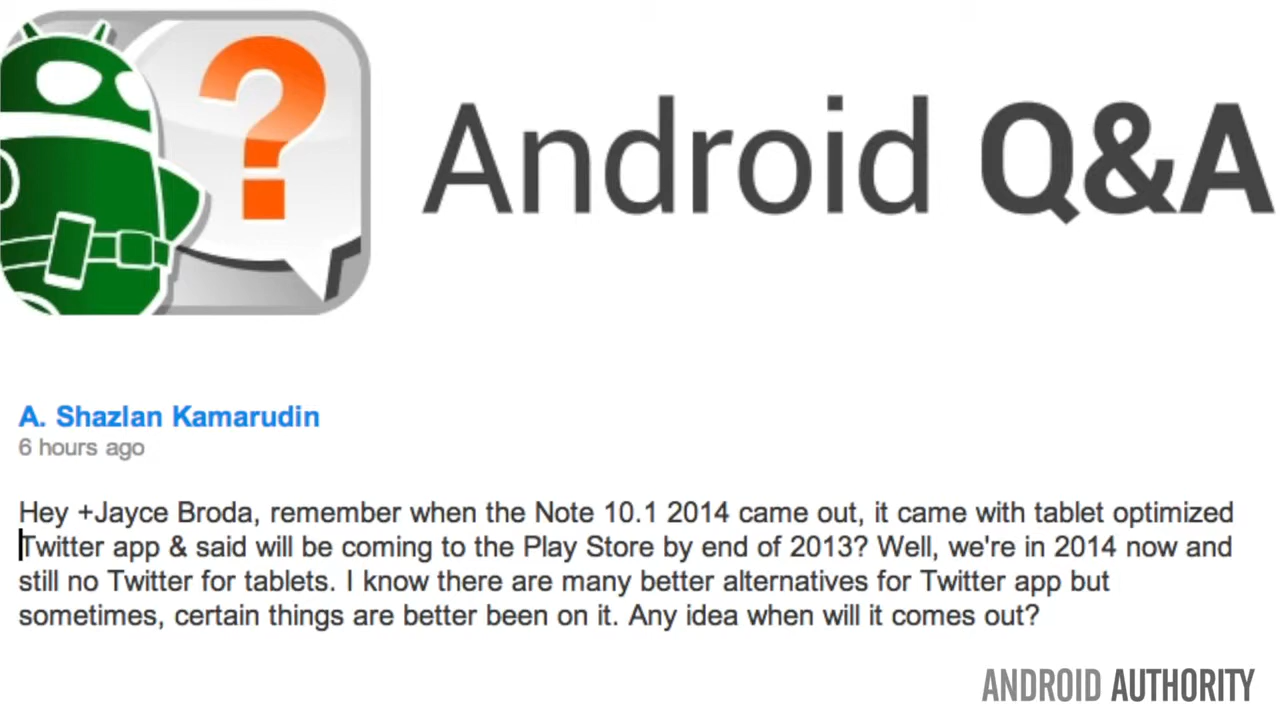 ?
Android Q&A
A. Shazlan Kamarudin
6 hours ago
Hey +Jayce Broda, remember when the Note 10.1 2014 came out, it came with tablet optimized
Twitter app & said will be coming to the Play Store by end of 2013? Well, we're in 2014 now and
still no Twitter for tablets. I know there are many better alternatives for Twitter app but
sometimes, certain things are better been on it. Any idea when will it comes out?
ANDROID AUTHORITY